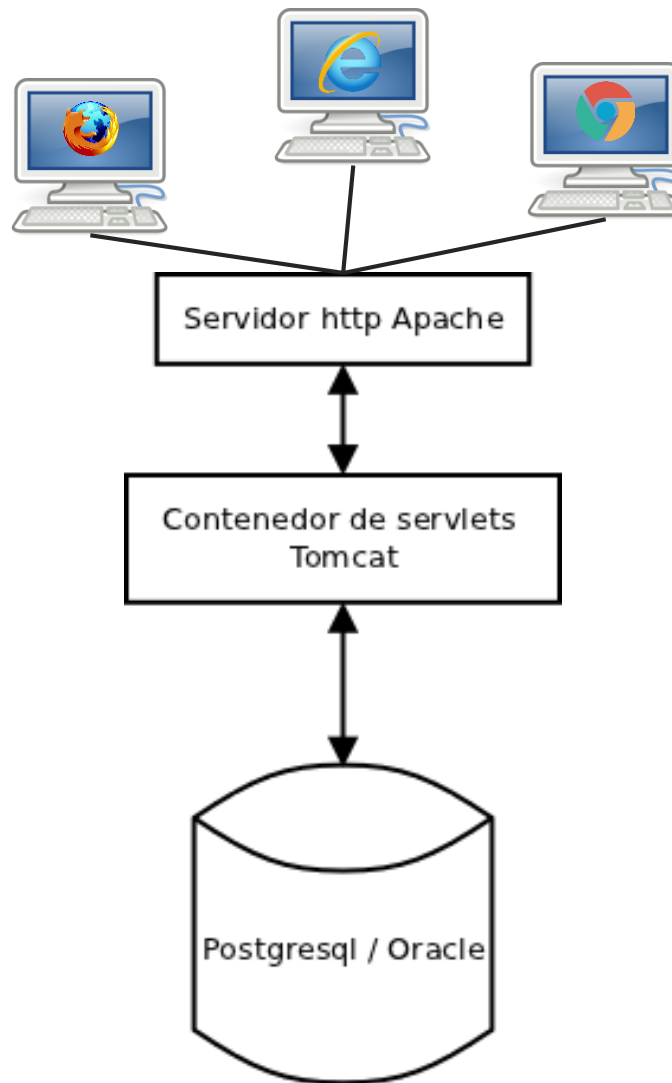 Servidor http Apache
Contenedor de servlets
Tomcat
Postgresql / Oracle